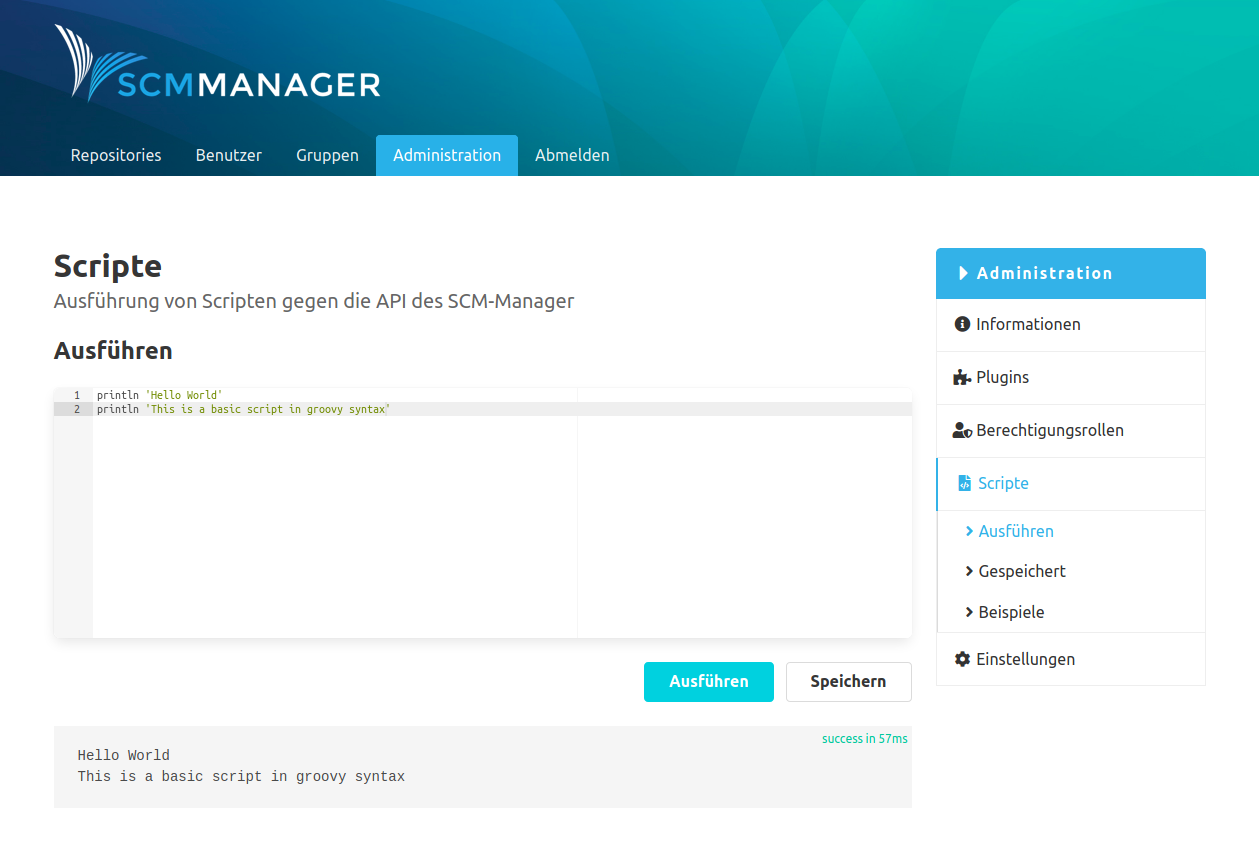 SCMMANAGER
Repositories Benutzer Gruppen Administration Abmelden
Scripte
Ausführung von Scripten gegen die API des SCM-Manager
Ausführen
1 println 'Hello World'
2 println 'This is a basic script in groovy syntax'
Ausführen Speichern
success in 57ms
Hello World
This is a basic script in groovy syntax
Administration
Informationen
Plugins
Berechtigungsrollen
Scripte
Ausführen
Gespeichert
Beispiele
Einstellungen